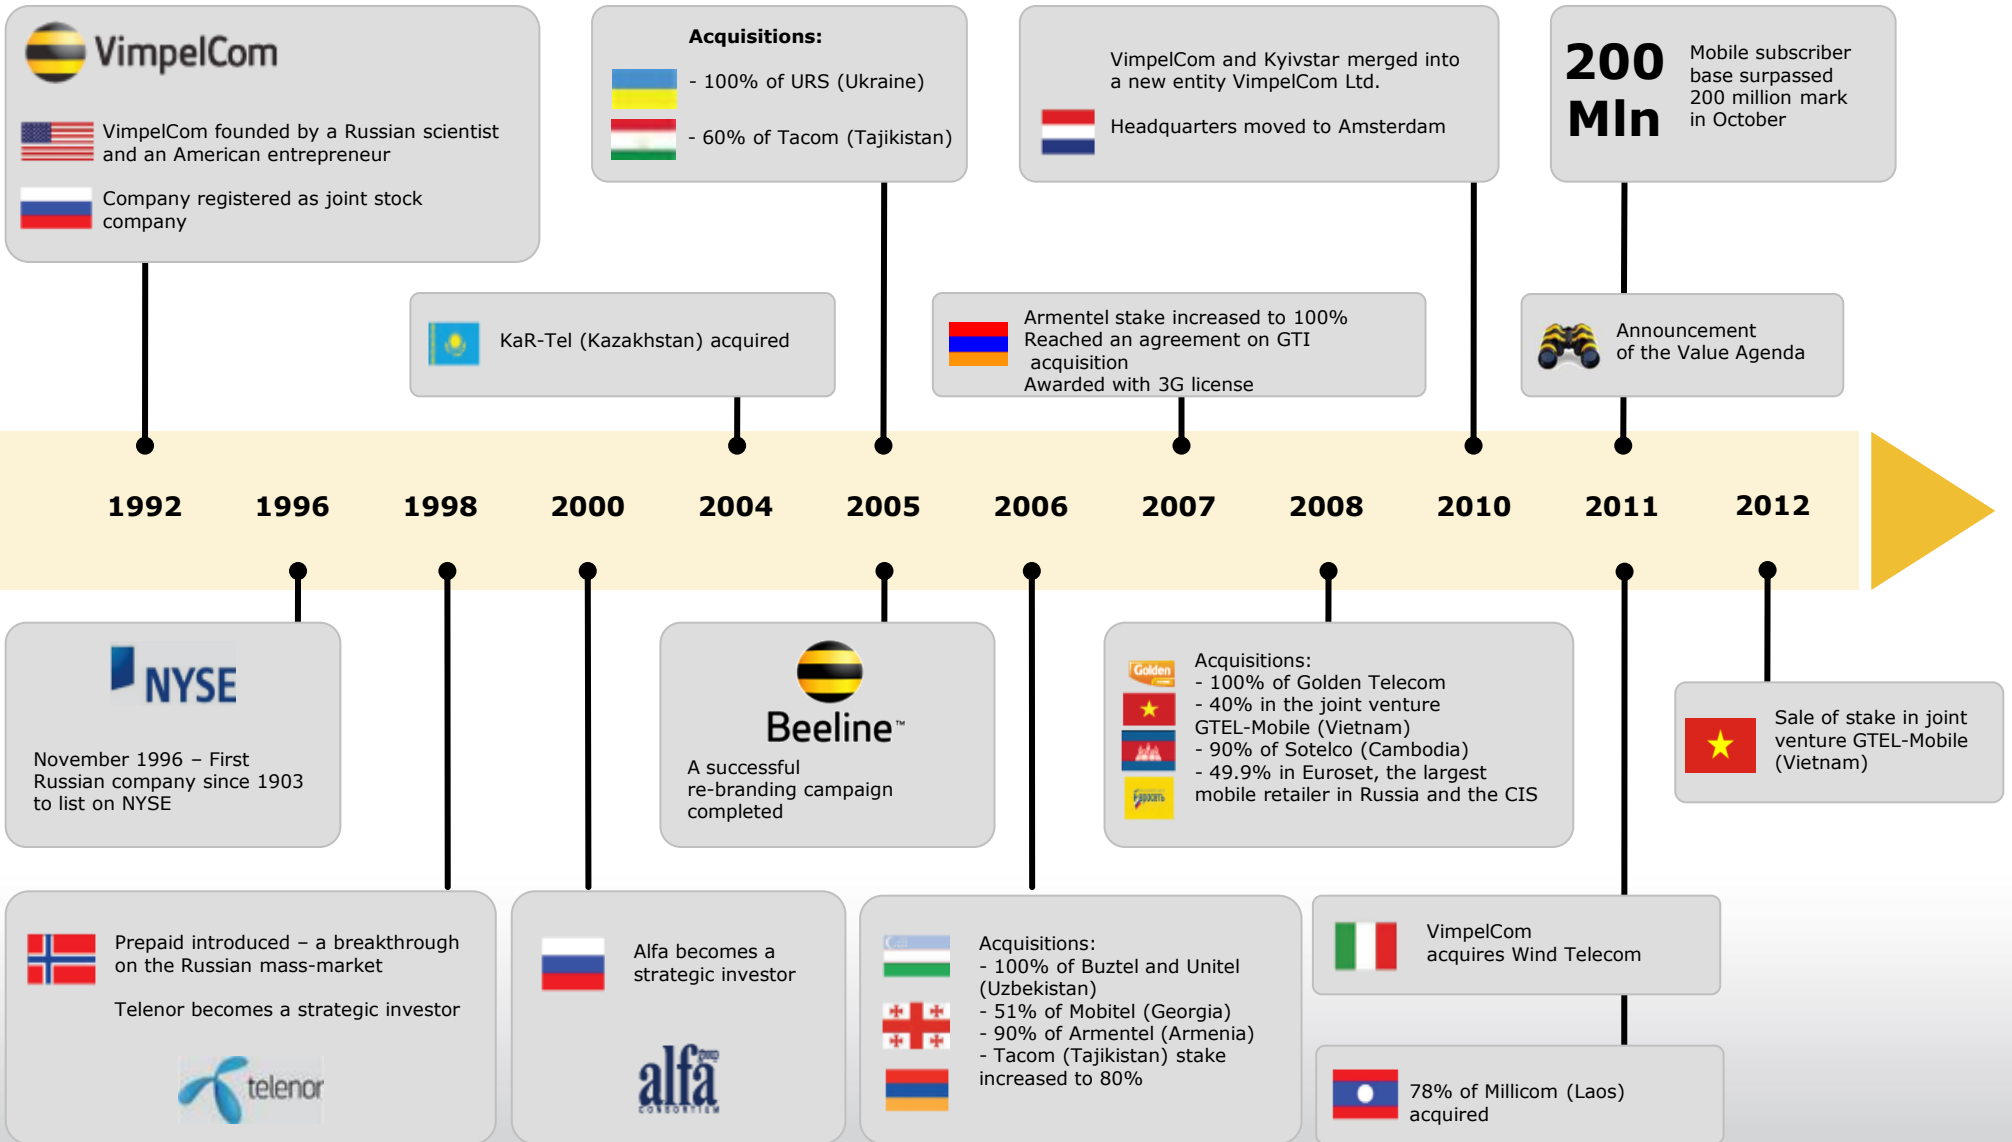 VimpelCom
VimpelCom founded by a Russian scientist
and an American entrepreneur
Company registered as joint stock
company
Acquisitions:
- 100% of URS (Ukraine)
- 60% of Tacom (Tajikistan)
VimpelCom and Kyivstar merged into
a new entity VimpelCom Ltd.
Headquarters moved to Amsterdam
200
Mln
Mobile subscriber
base surpassed
200 million mark
in October
KaR-Tel (Kazakhstan) acquired
Armentel stake increased to 100%
Reached an agreement on GTI
acquisition
Awarded with 3G license
Announcement
of the Value Agenda
1992
1996
1998
2000
2004
2005
2006
2007
2008
2010
2011
2012
NYSE
November 1996 – First
Russian company since 1903
to list on NYSE
Beeline™
A successful
re-branding campaign
completed
Golden
Acquisitions:
- 100% of Golden Telecom
- 40% in the joint venture
GTEL-Mobile (Vietnam)
- 90% of Sotelco (Cambodia)
- 49.9% in Euroset, the largest
mobile retailer in Russia and the CIS
Евросеть
Sale of stake in joint
venture GTEL-Mobile
(Vietnam)
Prepaid introduced – a breakthrough
on the Russian mass-market
Telenor becomes a strategic investor
telenor
Alfa becomes a
strategic investor
alfa
CONSORTIUM
Acquisitions:
- 100% of Buztel and Unitel
(Uzbekistan)
- 51% of Mobitel (Georgia)
- 90% of Armentel (Armenia)
- Tacom (Tajikistan) stake
increased to 80%
VimpelCom
acquires Wind Telecom
78% of Millicom (Laos)
acquired